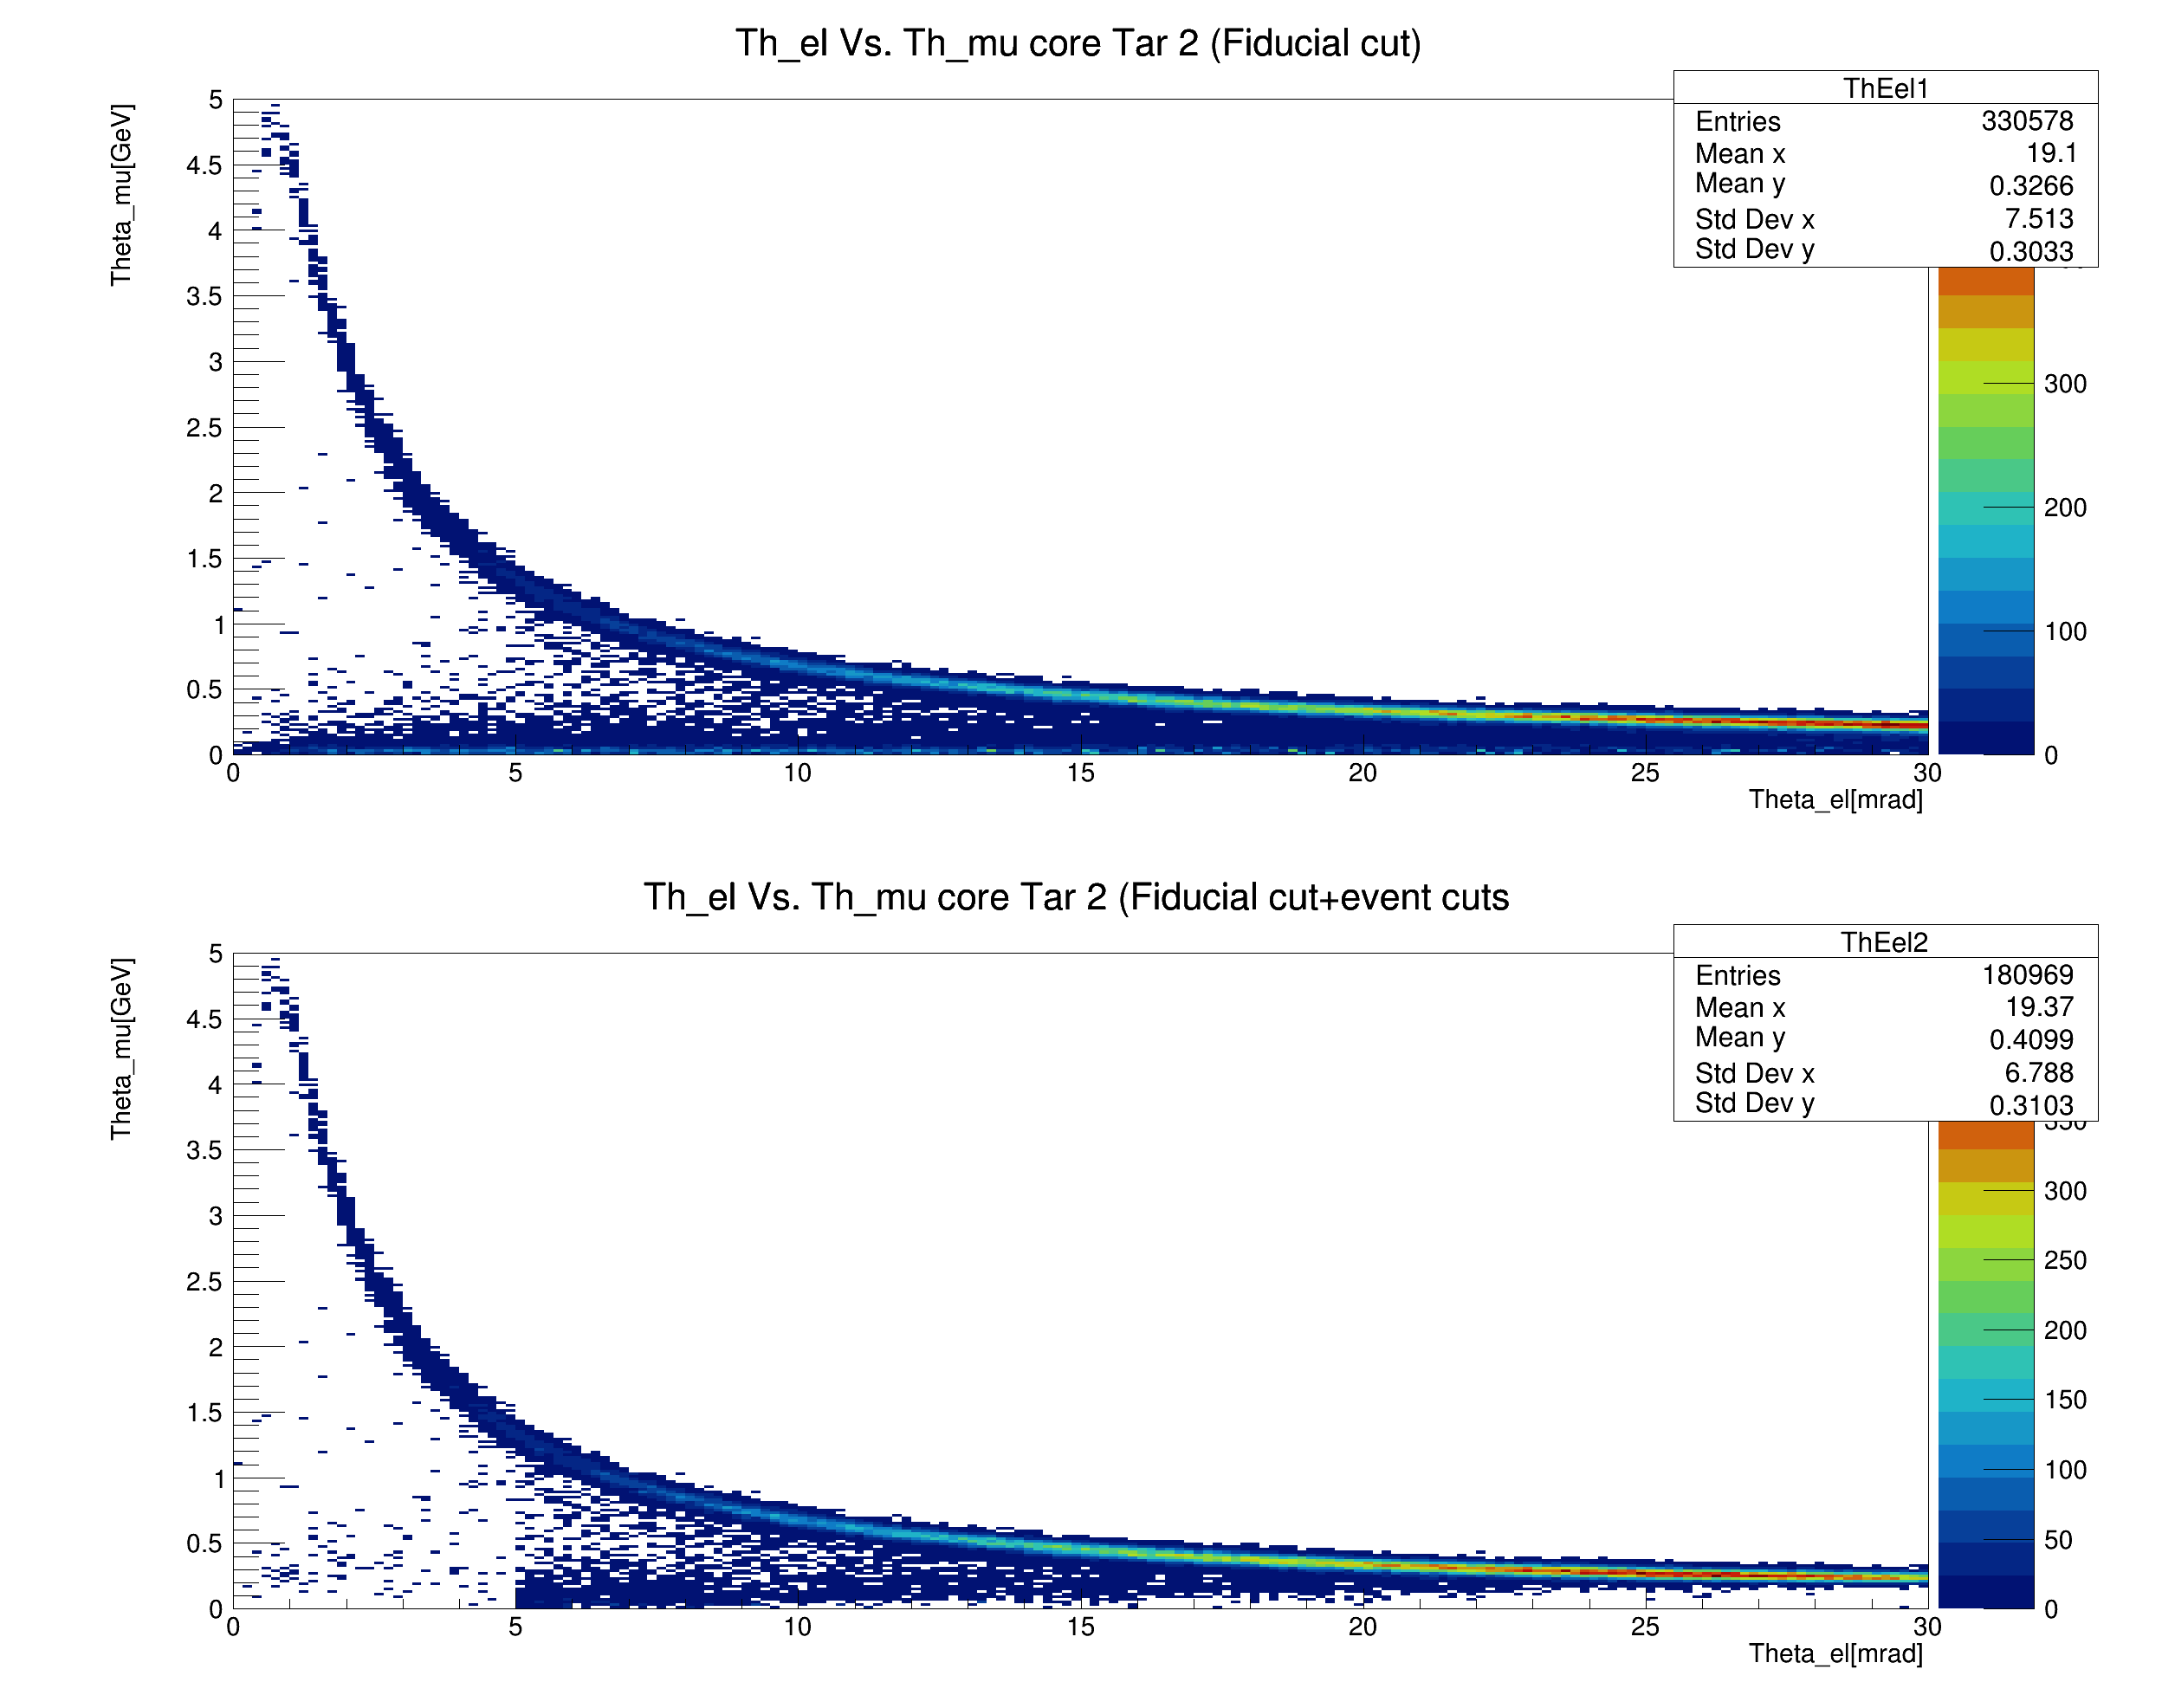 Th_el Vs. Th_mu core Tar 2 (Fiducial cut)
Theta_mu[GeV]
ThEel1
Entries 330578
Mean x 19.1
Mean y 0.3266
Std Dev x 7.513
Std Dev y 0.3033
5
4.5
4
3.5
3
2.5
2
1.5
1
0.5
0
0 5 10 15 20 25 30
Theta_el[mrad]
300
200
100
0
Th_el Vs. Th_mu core Tar 2 (Fiducial cut+event cuts
Theta_mu[GeV]
ThEel2
Entries 180969
Mean x 19.37
Mean y 0.4099
Std Dev x 6.788
Std Dev y 0.3103
5
4.5
4
3.5
3
2.5
2
1.5
1
0.5
0
0 5 10 15 20 25 30
Theta_el[mrad]
350
300
250
200
150
100
50
0